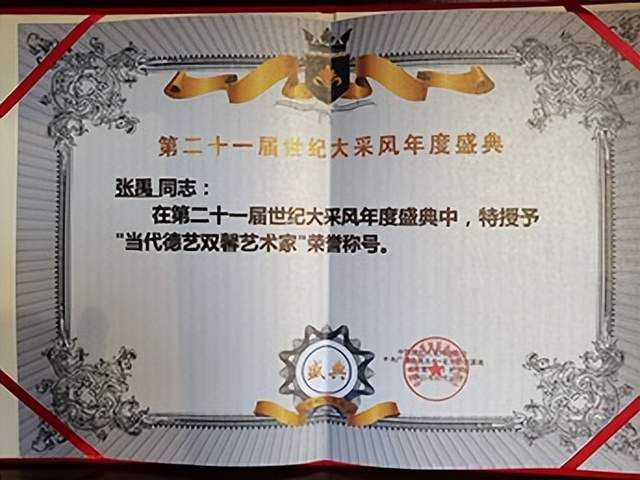 第二十一届世纪大采风年度盛典
张禹 同志：
在第二十一届世纪大采风年度盛典中，特授予
"当代德艺双馨艺术家"荣誉称号。
盛典